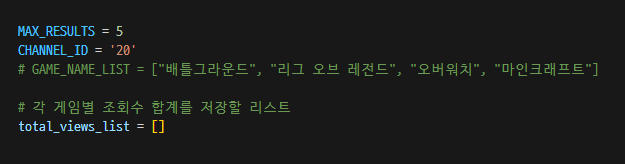 MAX_RESULTS = 5
CHANNEL_ID = '20'
# GAME_NAME_LIST = ["배틀그라운드", "리그 오브 레전드", "오버워치", "마인크래프트"]
# 각 게임별 조회수 합계를 저장할 리스트
total_views_list = []